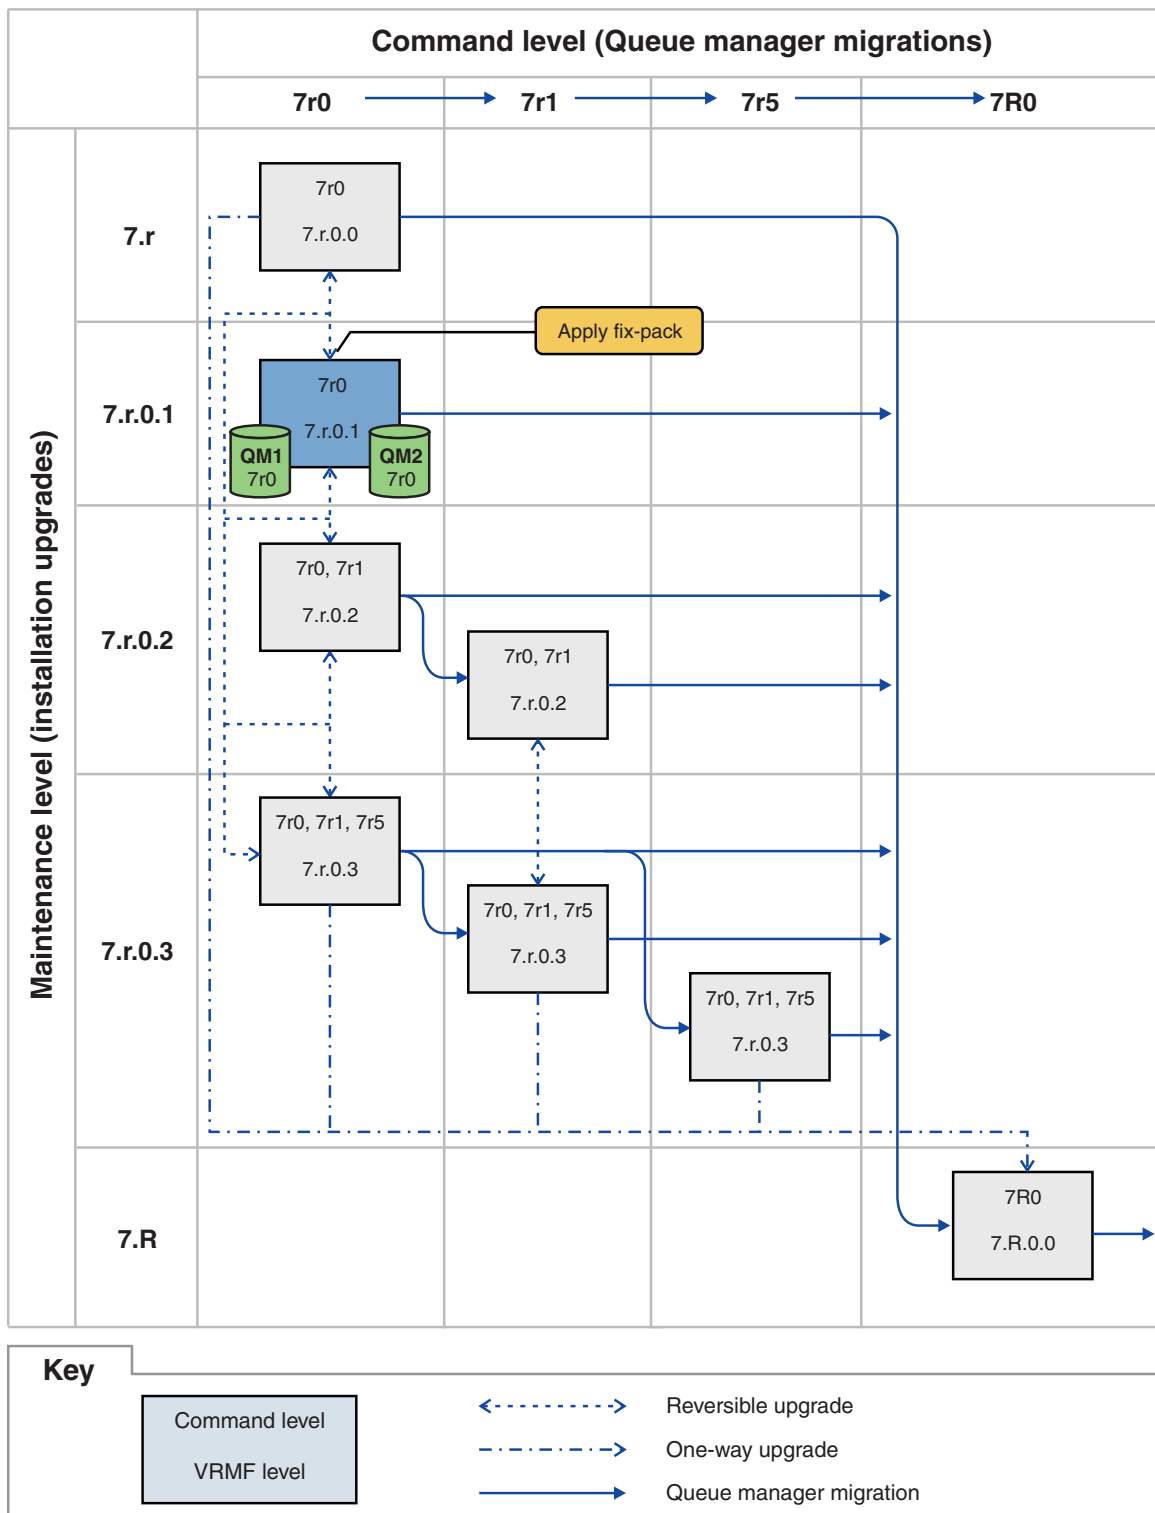 Command level (Queue manager migrations)
7r0
7r1
7r5
7R0
Maintenance level (installation upgrades)
7.r
7r0
7.r.0.0
Apply fix-pack
7.r.0.1
7r0
7.r.0.1
QM1
7r0
QM2
7r0
7.r.0.2
7r0, 7r1
7.r.0.2
7r0, 7r1
7.r.0.2
7.r.0.3
7r0, 7r1, 7r5
7.r.0.3
7r0, 7r1, 7r5
7.r.0.3
7r0, 7r1, 7r5
7.r.0.3
7.R
7R0
7.R.0.0
Key
Command level
VRMF level
Reversible upgrade
One-way upgrade
Queue manager migration